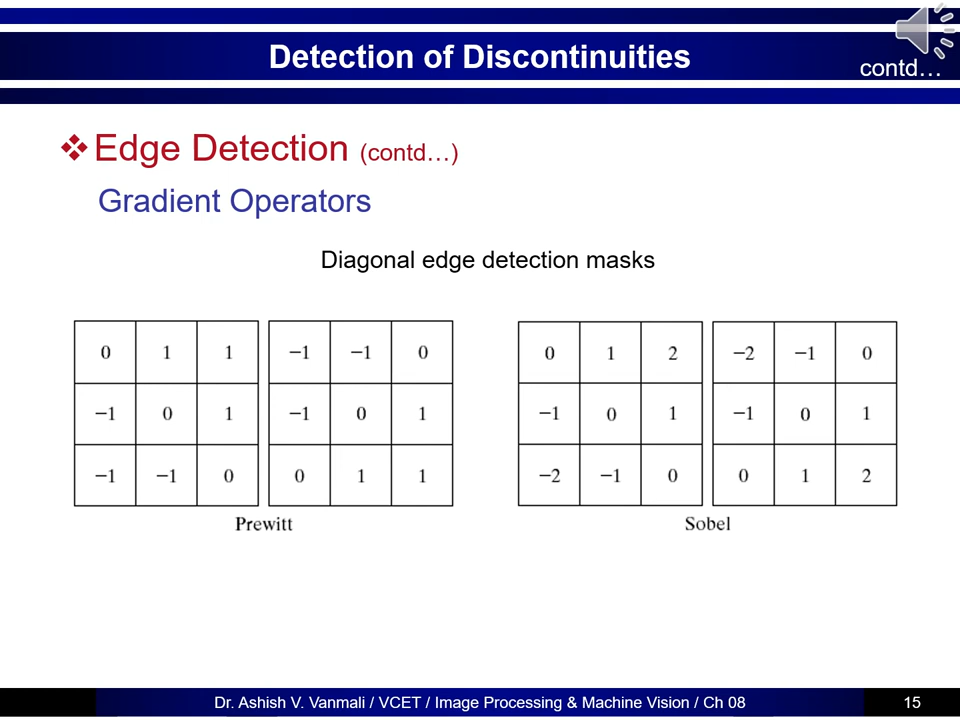 Detection of Discontinuities
contd…
❖Edge Detection (contd…)
Gradient Operators
Diagonal edge detection masks
0 1 1 −1 −1 0 0 1 2 −2 −1 0
−1 0 1 −1 0 1 −1 0 1 −1 0 1
−1 −1 0 0 1 1 −2 −1 0 0 1 2
Prewitt Sobel
Dr. Ashish V. Vanmali / VCET / Image Processing & Machine Vision / Ch 08 15